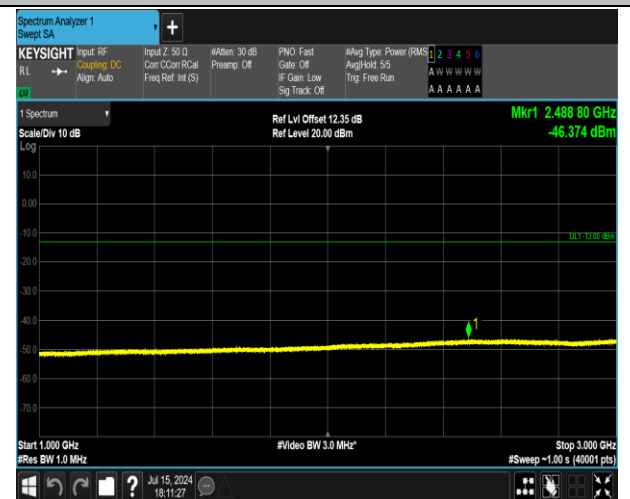 Spectrum Analyzer 1
Swept SA
+
KEYSIGHT Input: RF Input Z: 50 Ω #Atten: 30 dB PNO: Fast #Avg Type: Power (RMS 1 2 3 4 5 6
RL Coupling: DC Corr CCorr RCal Preamp: Off Gate: Off Avg|Hold: 5/5 A W W W W W
Align: Auto Freq Ref: Int (S) IF Gain: Low Trig: Free Run
Sig Track: Off A A A A A A
1 Spectrum Ref Lvl Offset 12.35 dB Mkr1 2.488 80 GHz
Scale/Div 10 dB Ref Level 20.00 dBm -46.374 dBm
Log
10.0
0.00
-10.0
DL1 -13.00 dBm
-20.0
-30.0
-40.0
1
-50.0
-60.0
-70.0
Start 1.000 GHz #Video BW 3.0 MHz* Stop 3.000 GHz
#Res BW 1.0 MHz #Sweep ~1.00 s (40001 pts)
? Jul 15, 2024
18:11:27